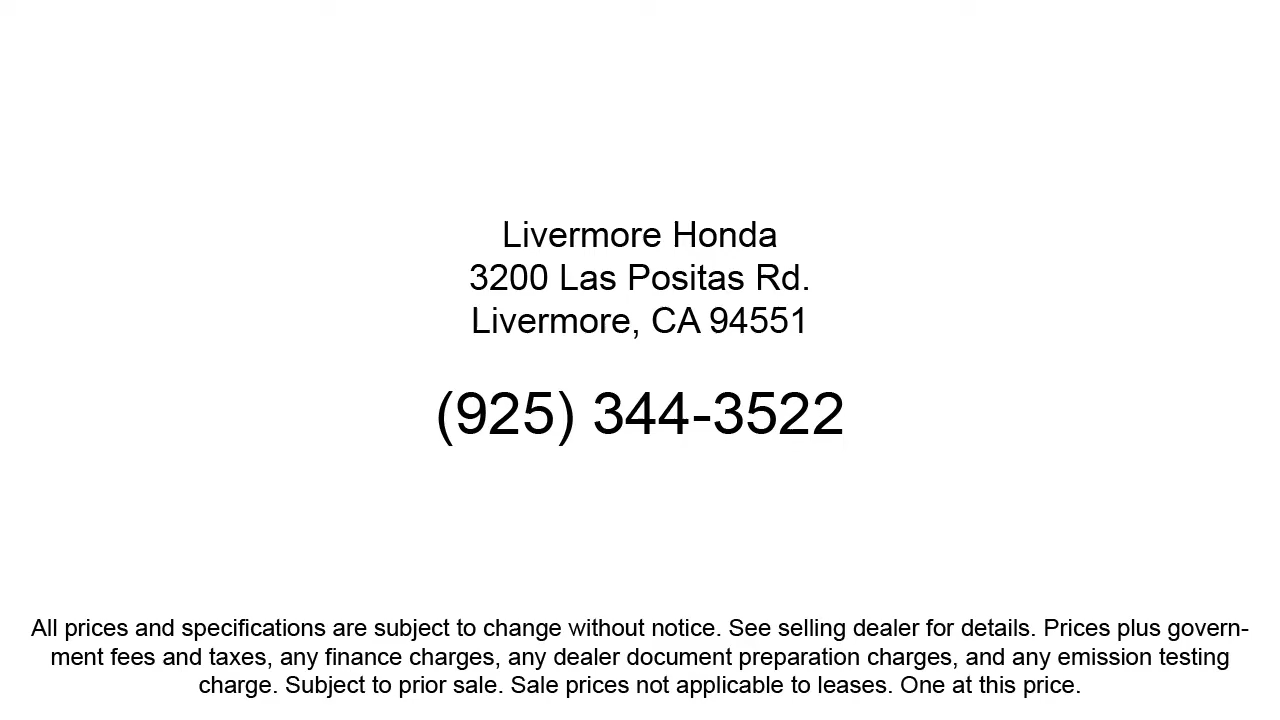 Livermore Honda
3200 Las Positas Rd.
Livermore, CA 94551
(925) 344-3522
All prices and specifications are subject to change without notice. See selling dealer for details. Prices plus govern-
ment fees and taxes, any finance charges, any dealer document preparation charges, and any emission testing
charge. Subject to prior sale. Sale prices not applicable to leases. One at this price.